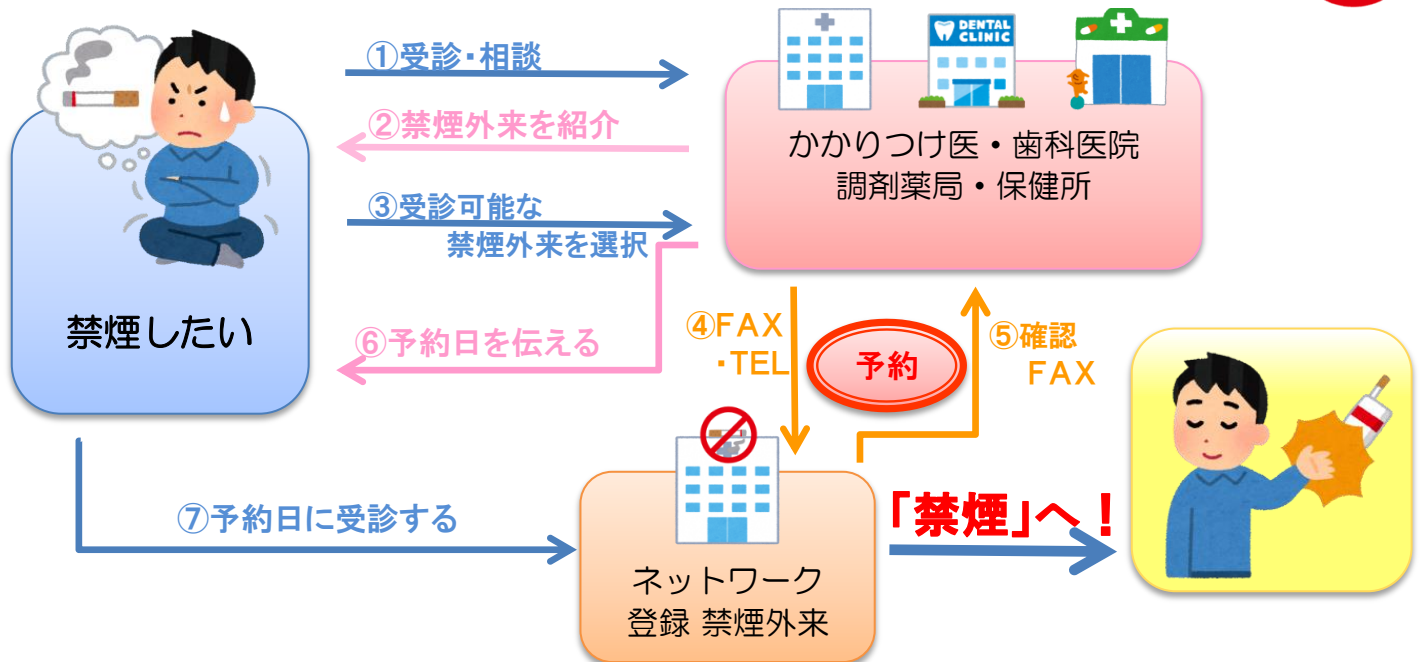 ①受診・相談
②禁煙外来を紹介
③受診可能な
禁煙外来を選択
DENTAL
CLINIC
かかりつけ医・歯科医院
調剤薬局・保健所
禁煙したい
⑥予約日を伝える
④FAX
・TEL
予約
⑤確認
FAX
⑦予約日に受診する
「禁煙」へ！
ネットワーク
登録 禁煙外来